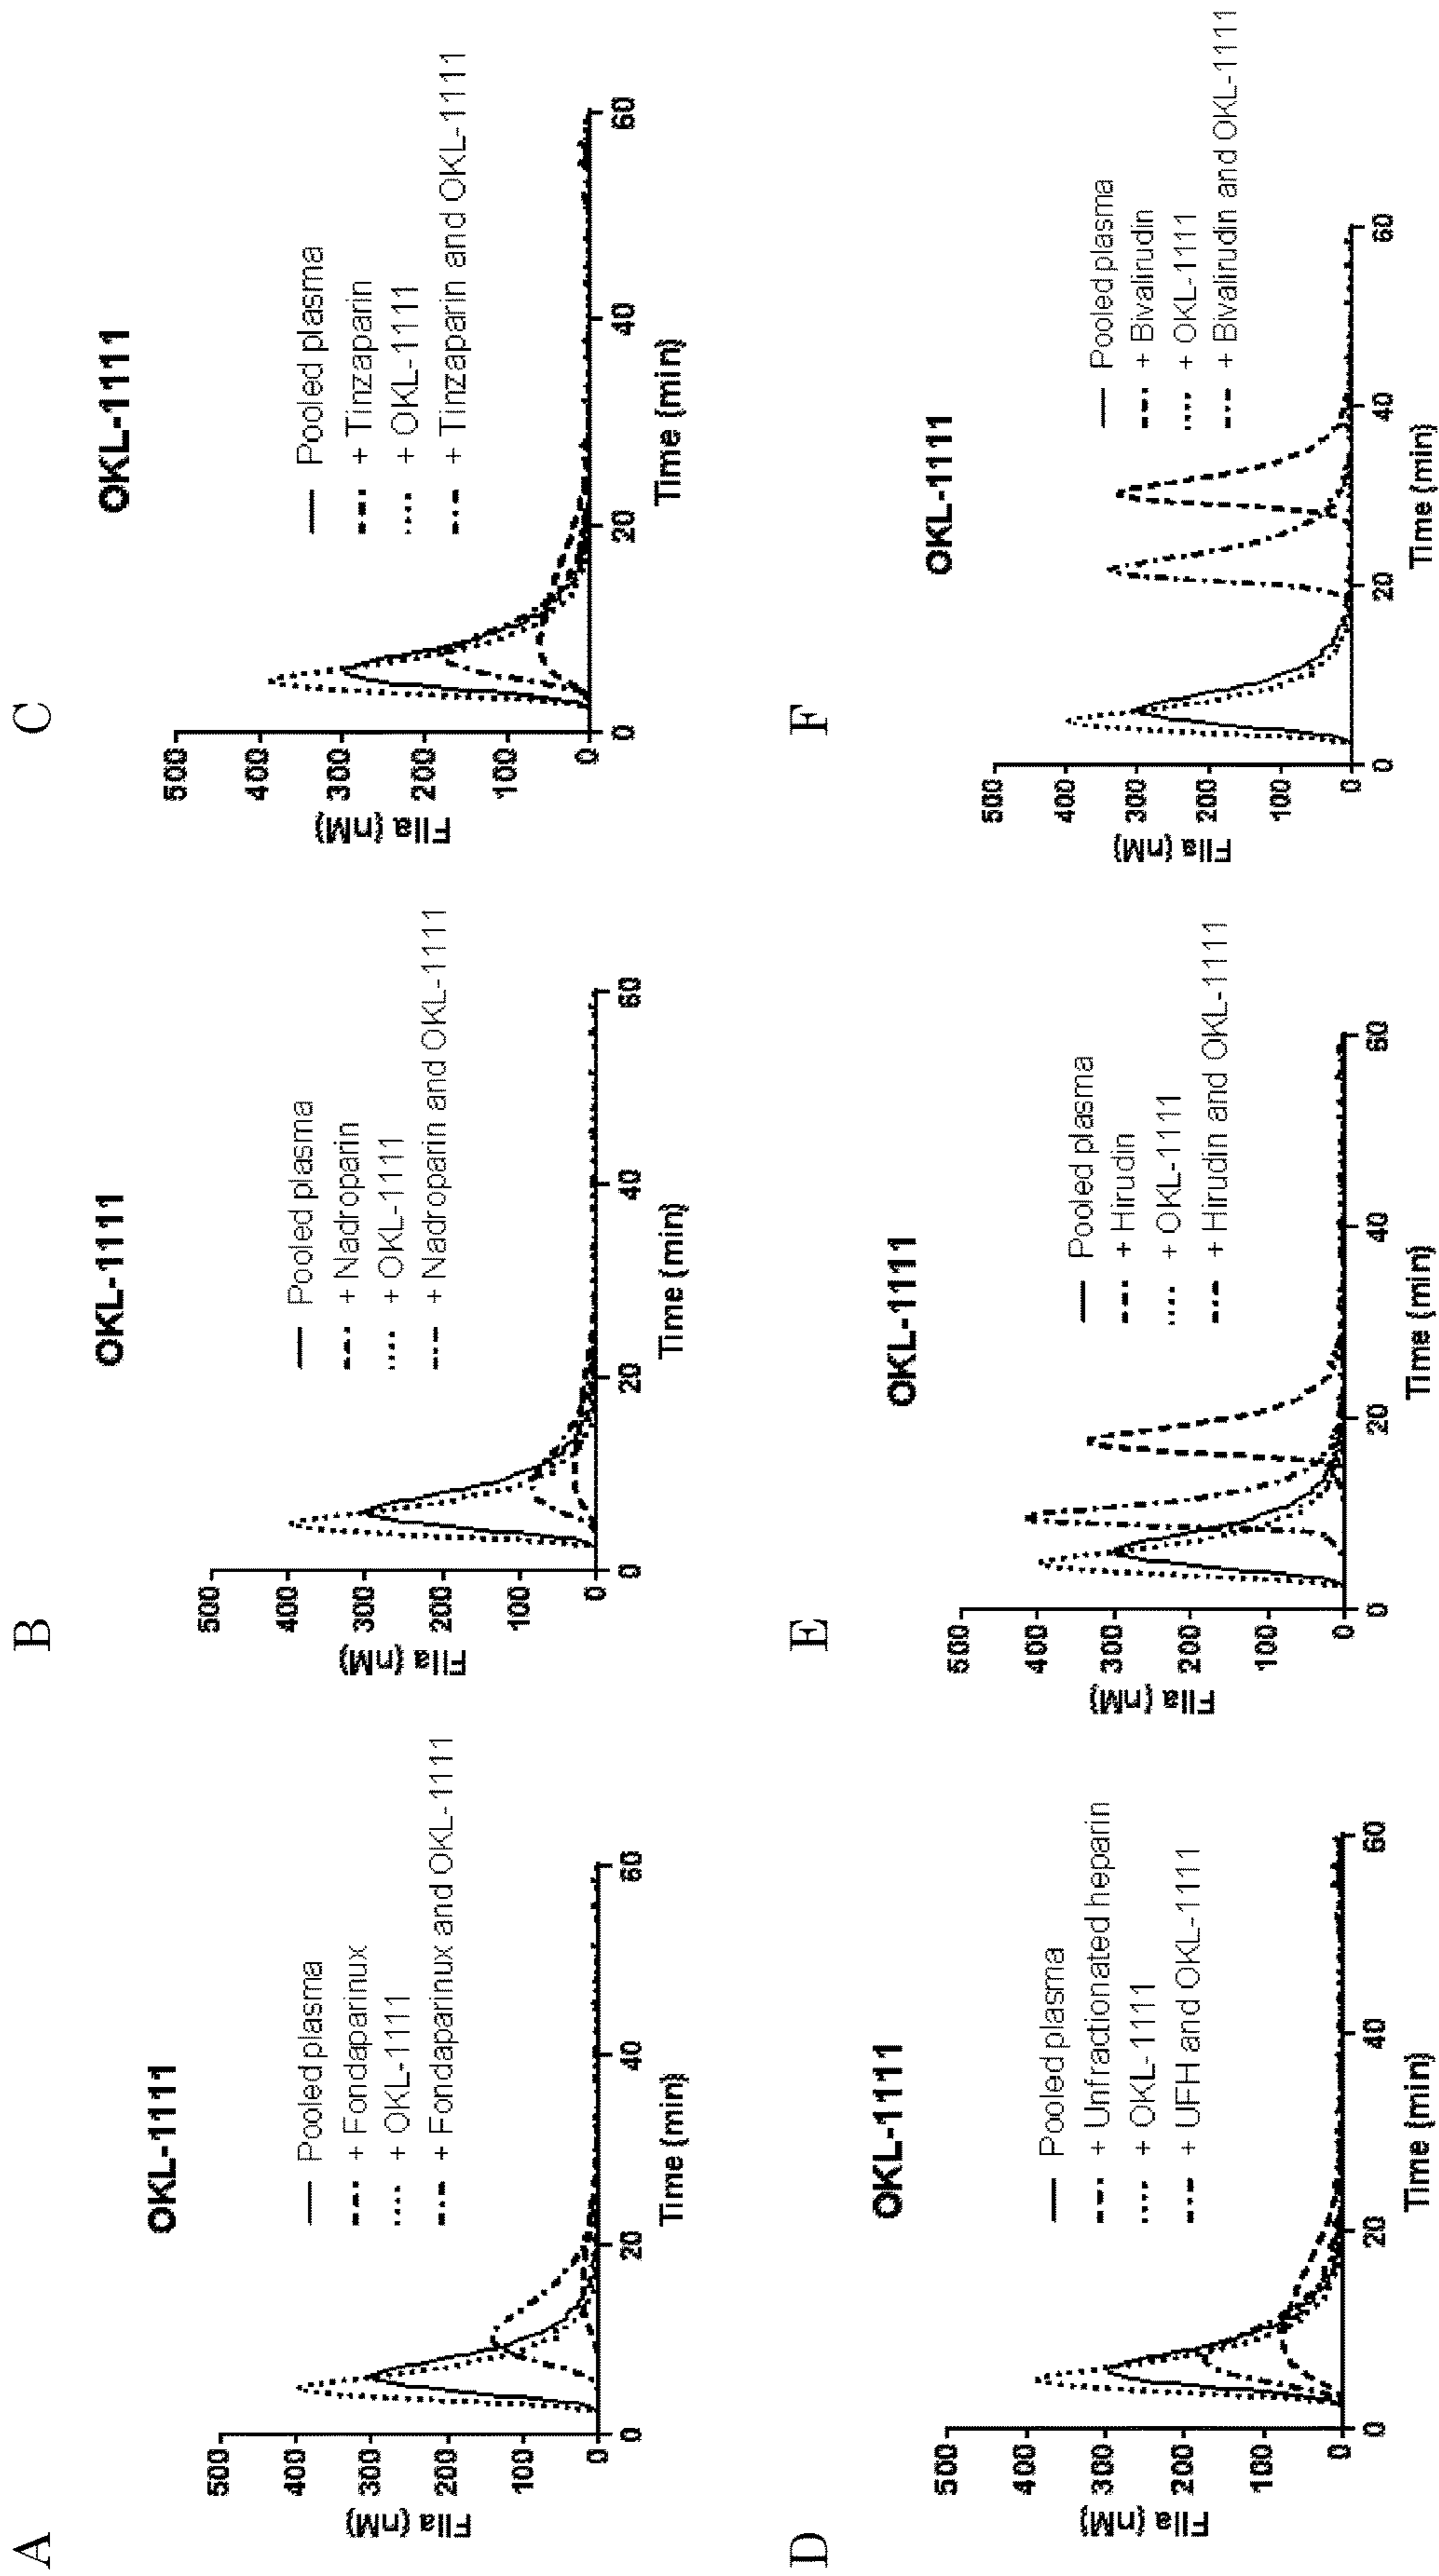 A
OKL-1111
FIIa (nM)
500
400
300
200
100
0
Pooled plasma
+ Fondaparinux
+ OKL-1111
+ Fondaparinux and OKL-1111
0
20
40
60
Time (min)
B
OKL-1111
FIIa (nM)
500
400
300
200
100
0
Pooled plasma
+ Nadroparin
+ OKL-1111
+ Nadroparin and OKL-1111
0
20
40
60
Time (min)
C
OKL-1111
FIIa (nM)
500
400
300
200
100
0
Pooled plasma
+ Tinzaparin
+ OKL-1111
+ Tinzaparin and OKL-1111
0
20
40
60
Time (min)
D
OKL-1111
FIIa (nM)
500
400
300
200
100
0
Pooled plasma
+ Unfractionated heparin
+ OKL-1111
+ UFH and OKL-1111
0
20
40
60
Time (min)
E
OKL-1111
FIIa (nM)
500
400
300
200
100
0
Pooled plasma
+ Hirudin
+ OKL-1111
+ Hirudin and OKL-1111
0
20
40
60
Time (min)
F
OKL-1111
FIIa (nM)
500
400
300
200
100
0
Pooled plasma
+ Bivalirudin
+ OKL-1111
+ Bivalirudin and OKL-1111
0
20
40
60
Time (min)